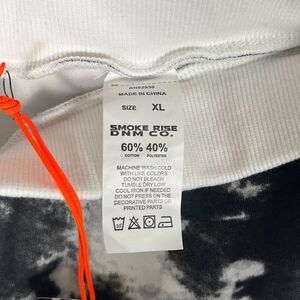 MADE IN CHINA
SIZE XL
SMOKE RISE
DNM CO.
60% 40%
COTTON POLYESTER
MACHINE WASH COLD
WITH LIKE COLORS
DO NOT BLEACH
TUMBLE DRY LOW
COOL IRON IF NEEDED
DO NOT PRESS ON THE
DECORATIVE PARTS OR
PRINTED PARTS